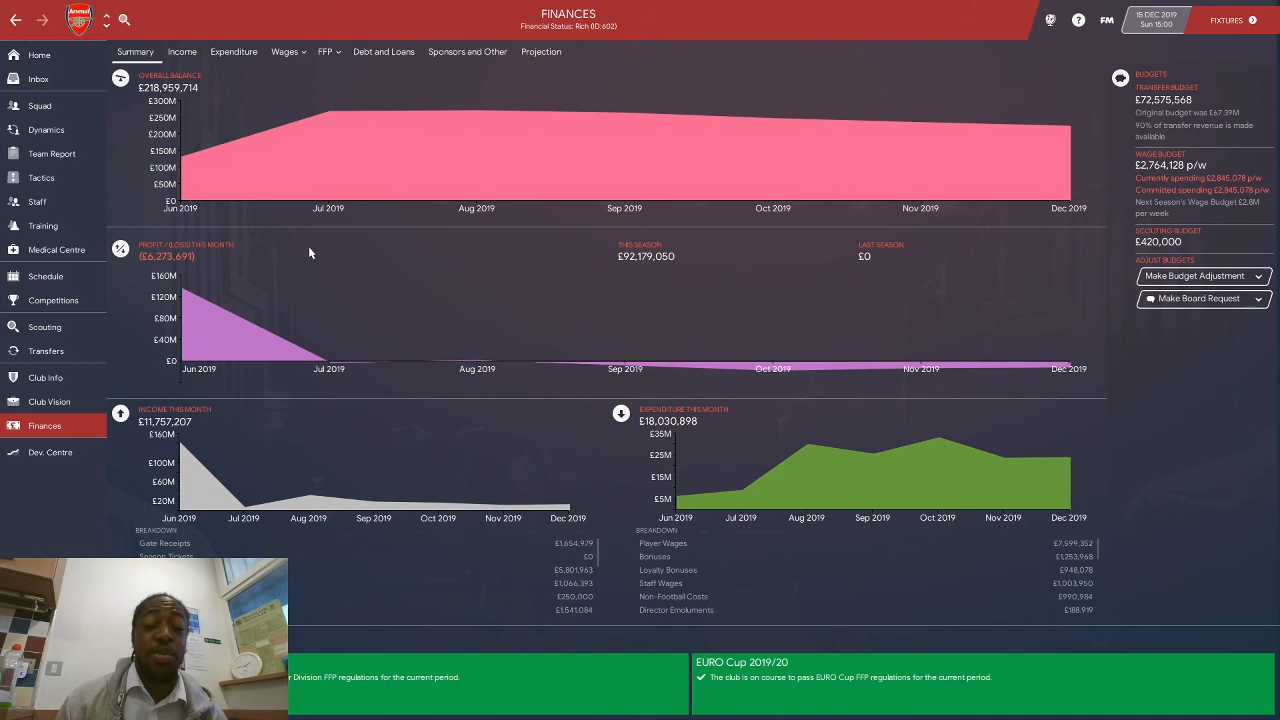 Arsenal
FINANCES
Financial Status: Rich (ID:602)
FM
15 DEC 2019
Sun 15:00
FIXTURES
Home
Inbox
Squad
Dynamics
Team Report
Tactics
Staff
Training
Medical Centre
Schedule
Competitions
Scouting
Transfers
Club Info
Club Vision
Finances
Dev. Centre
Summary Income Expenditure Wages FFP Debt and Loans Sponsors and Other Projection
OVERALL BALANCE
£218,959,714
£300M
£250M
£200M
£150M
£100M
£50M
£0
Jun 2019 Jul 2019 Aug 2019 Sep 2019 Oct 2019 Nov 2019 Dec 2019
PROFIT / (LOSS) THIS MONTH
(£6,273,691)
THIS SEASON
£92,179,050
LAST SEASON
£0
£160M
£120M
£80M
£40M
£0
Jun 2019 Jul 2019 Aug 2019 Sep 2019 Oct 2019 Nov 2019 Dec 2019
INCOME THIS MONTH
£11,757,207
£160M
£100M
£60M
£20M
Jun 2019 Jul 2019 Aug 2019 Sep 2019 Oct 2019 Nov 2019 Dec 2019
BREAKDOWN
Gate Receipts £1,654,979
Season Tickets £0
£5,801,963
£1,066,393
£250,000
£1,541,084
EXPENDITURE THIS MONTH
£18,030,898
£35M
£25M
£15M
£5M
Jun 2019 Jul 2019 Aug 2019 Sep 2019 Oct 2019 Nov 2019 Dec 2019
BREAKDOWN
Player Wages £7,599,352
Bonuses £1,253,968
Loyalty Bonuses £948,078
Staff Wages £1,003,950
Non-Football Costs £990,984
Director Emoluments £188,919
r Division FFP regulations for the current period.
EURO Cup 2019/20
The club is on course to pass EURO Cup FFP regulations for the current period.
BUDGETS
TRANSFER BUDGET
£72,575,568
Original budget was £67.39M
90% of transfer revenue is made
available
WAGE BUDGET
£2,764,128 p/w
Currently spending £2,845,078 p/w
Committed spending £2,845,078 p/w
Next Season's Wage Budget £2.8M
per week
SCOUTING BUDGET
£420,000
ADJUST BUDGETS
Make Budget Adjustment
Make Board Request